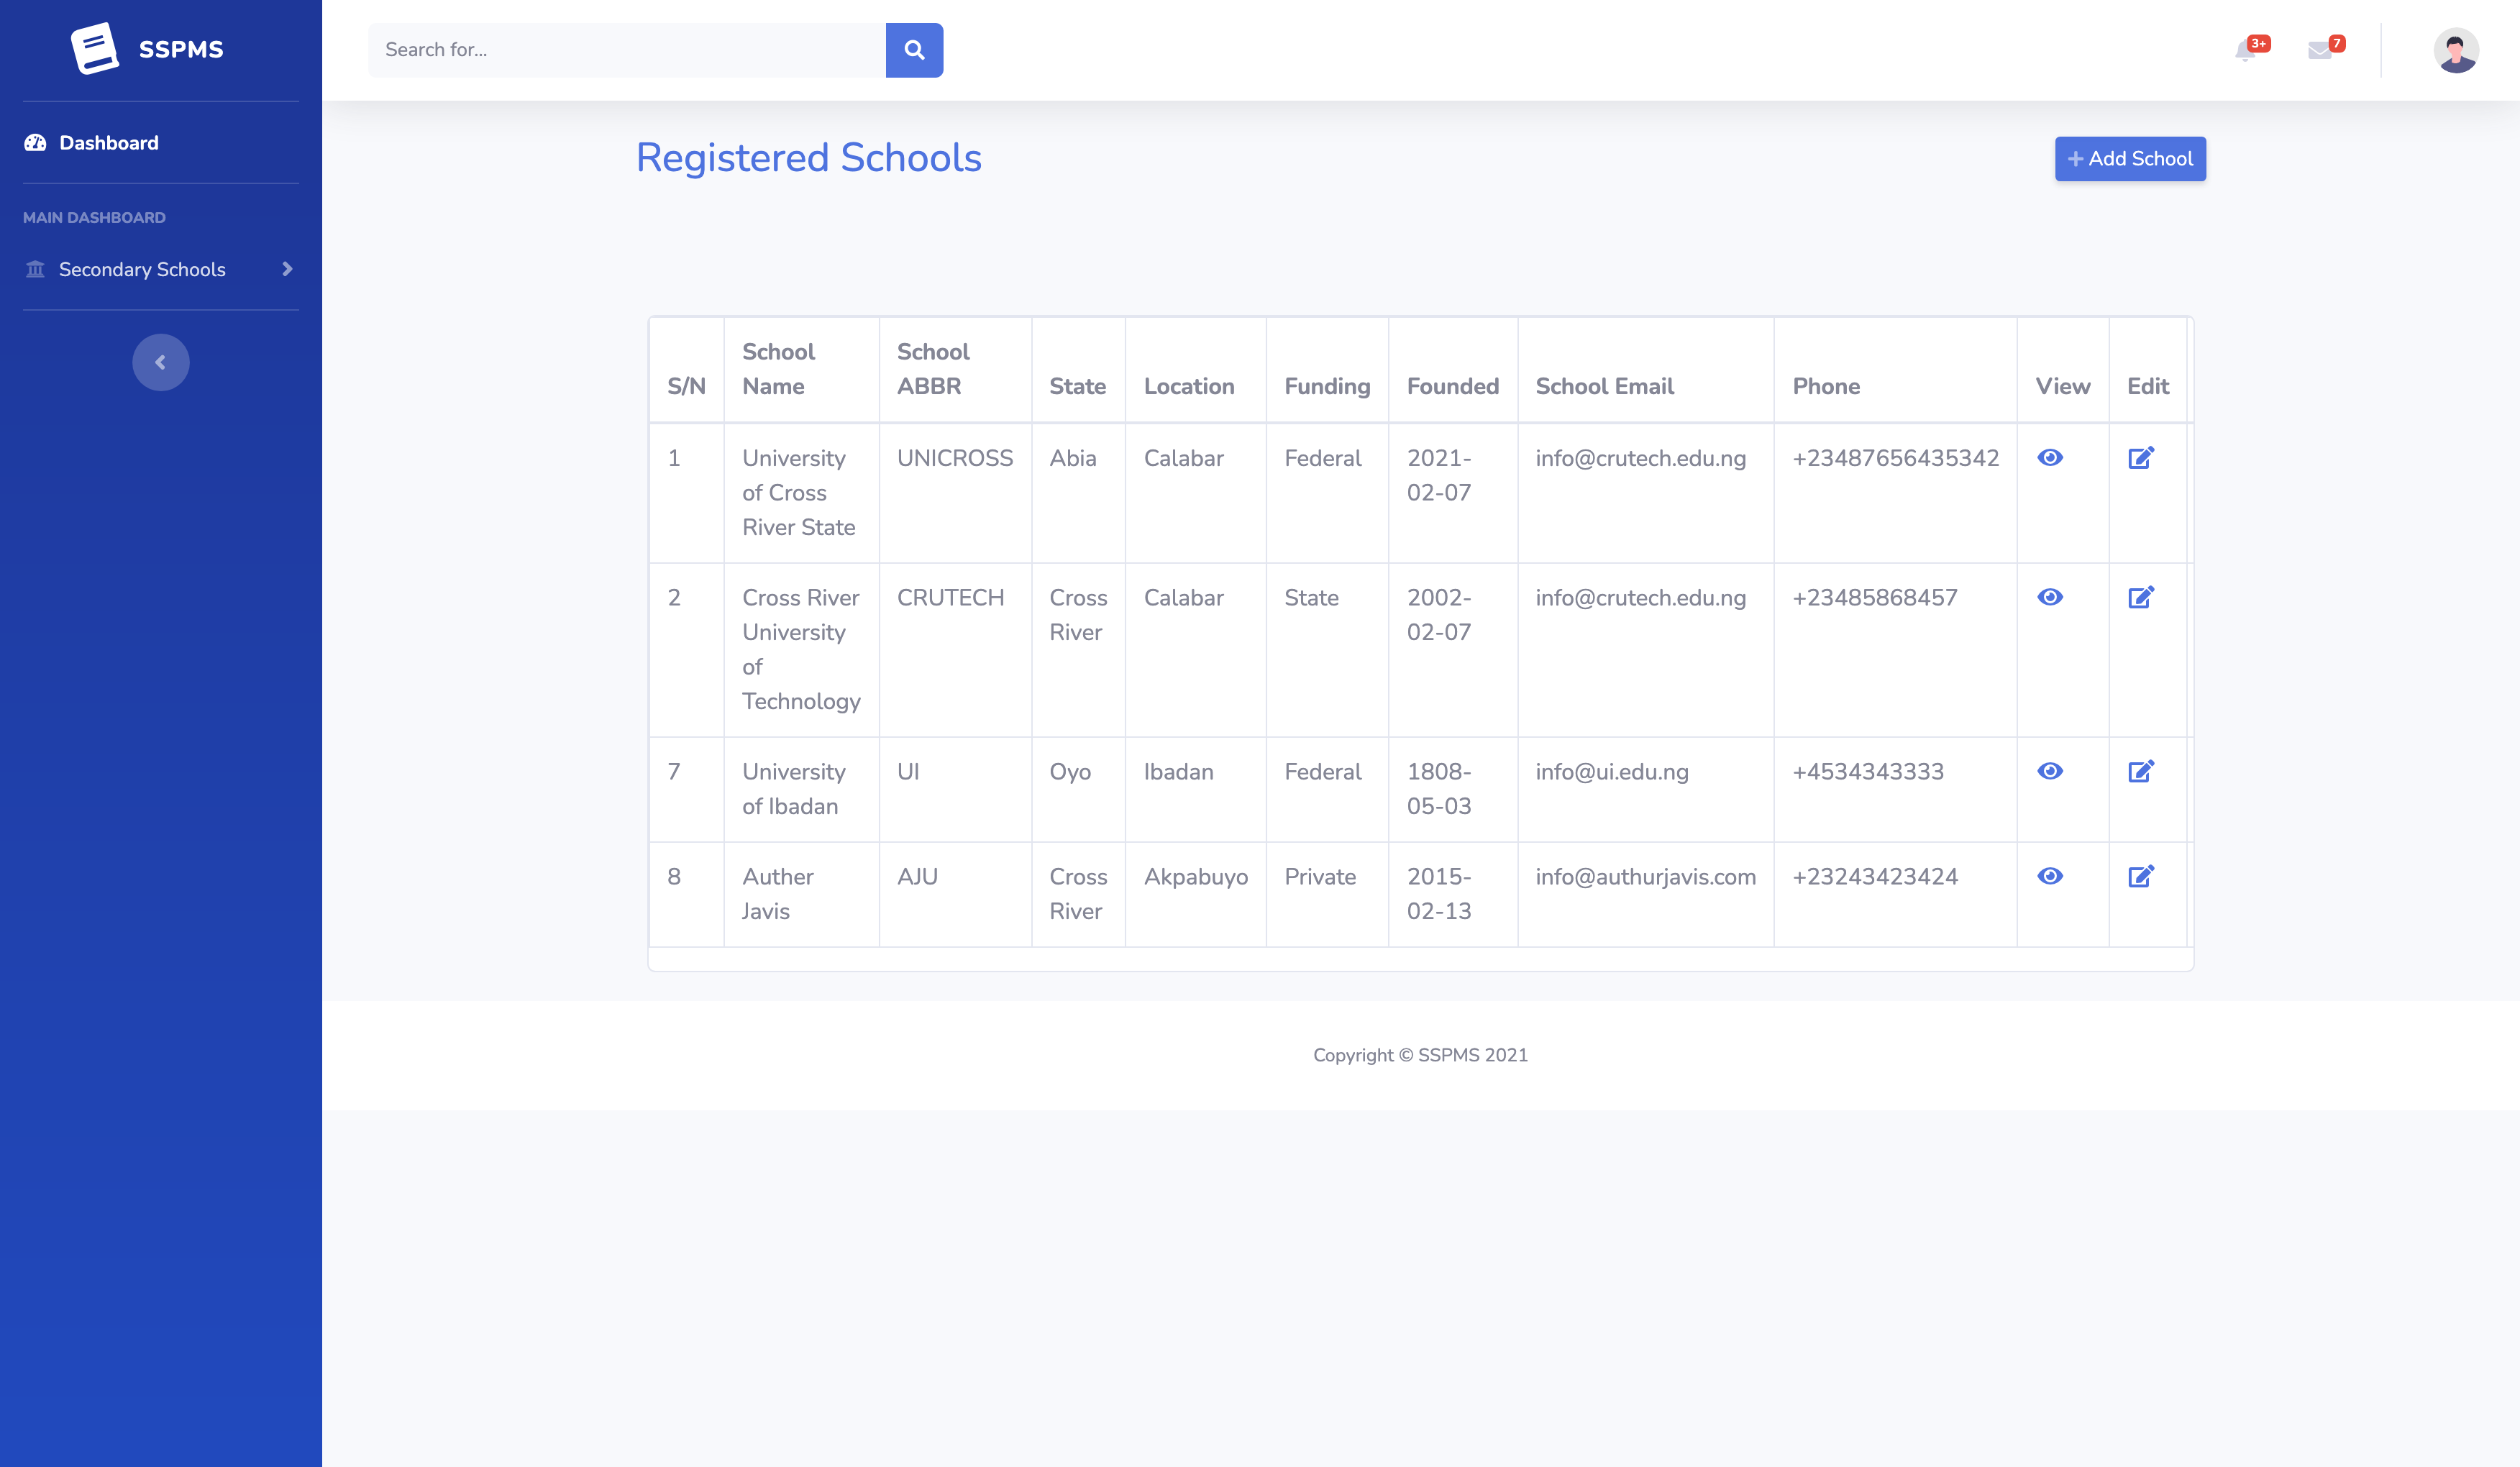 SSPMS
Search for...
3+
7
Dashboard
MAIN DASHBOARD
Secondary Schools
Registered Schools
Add School
S/N
School
Name
School
ABBR
State
Location
Funding
Founded
School Email
Phone
View
Edit
1
University
of Cross
River State
UNICROSS
Abia
Calabar
Federal
2021-
02-07
info@crutech.edu.ng
+23487656435342
2
Cross River
University
of
Technology
CRUTECH
Cross
River
Calabar
State
2002-
02-07
info@crutech.edu.ng
+23485868457
7
University
of Ibadan
UI
Oyo
Ibadan
Federal
1808-
05-03
info@ui.edu.ng
+4534343333
8
Auther
Javis
AJU
Cross
River
Akpabuyo
Private
2015-
02-13
info@authurjavis.com
+23243423424
Copyright © SSPMS 2021